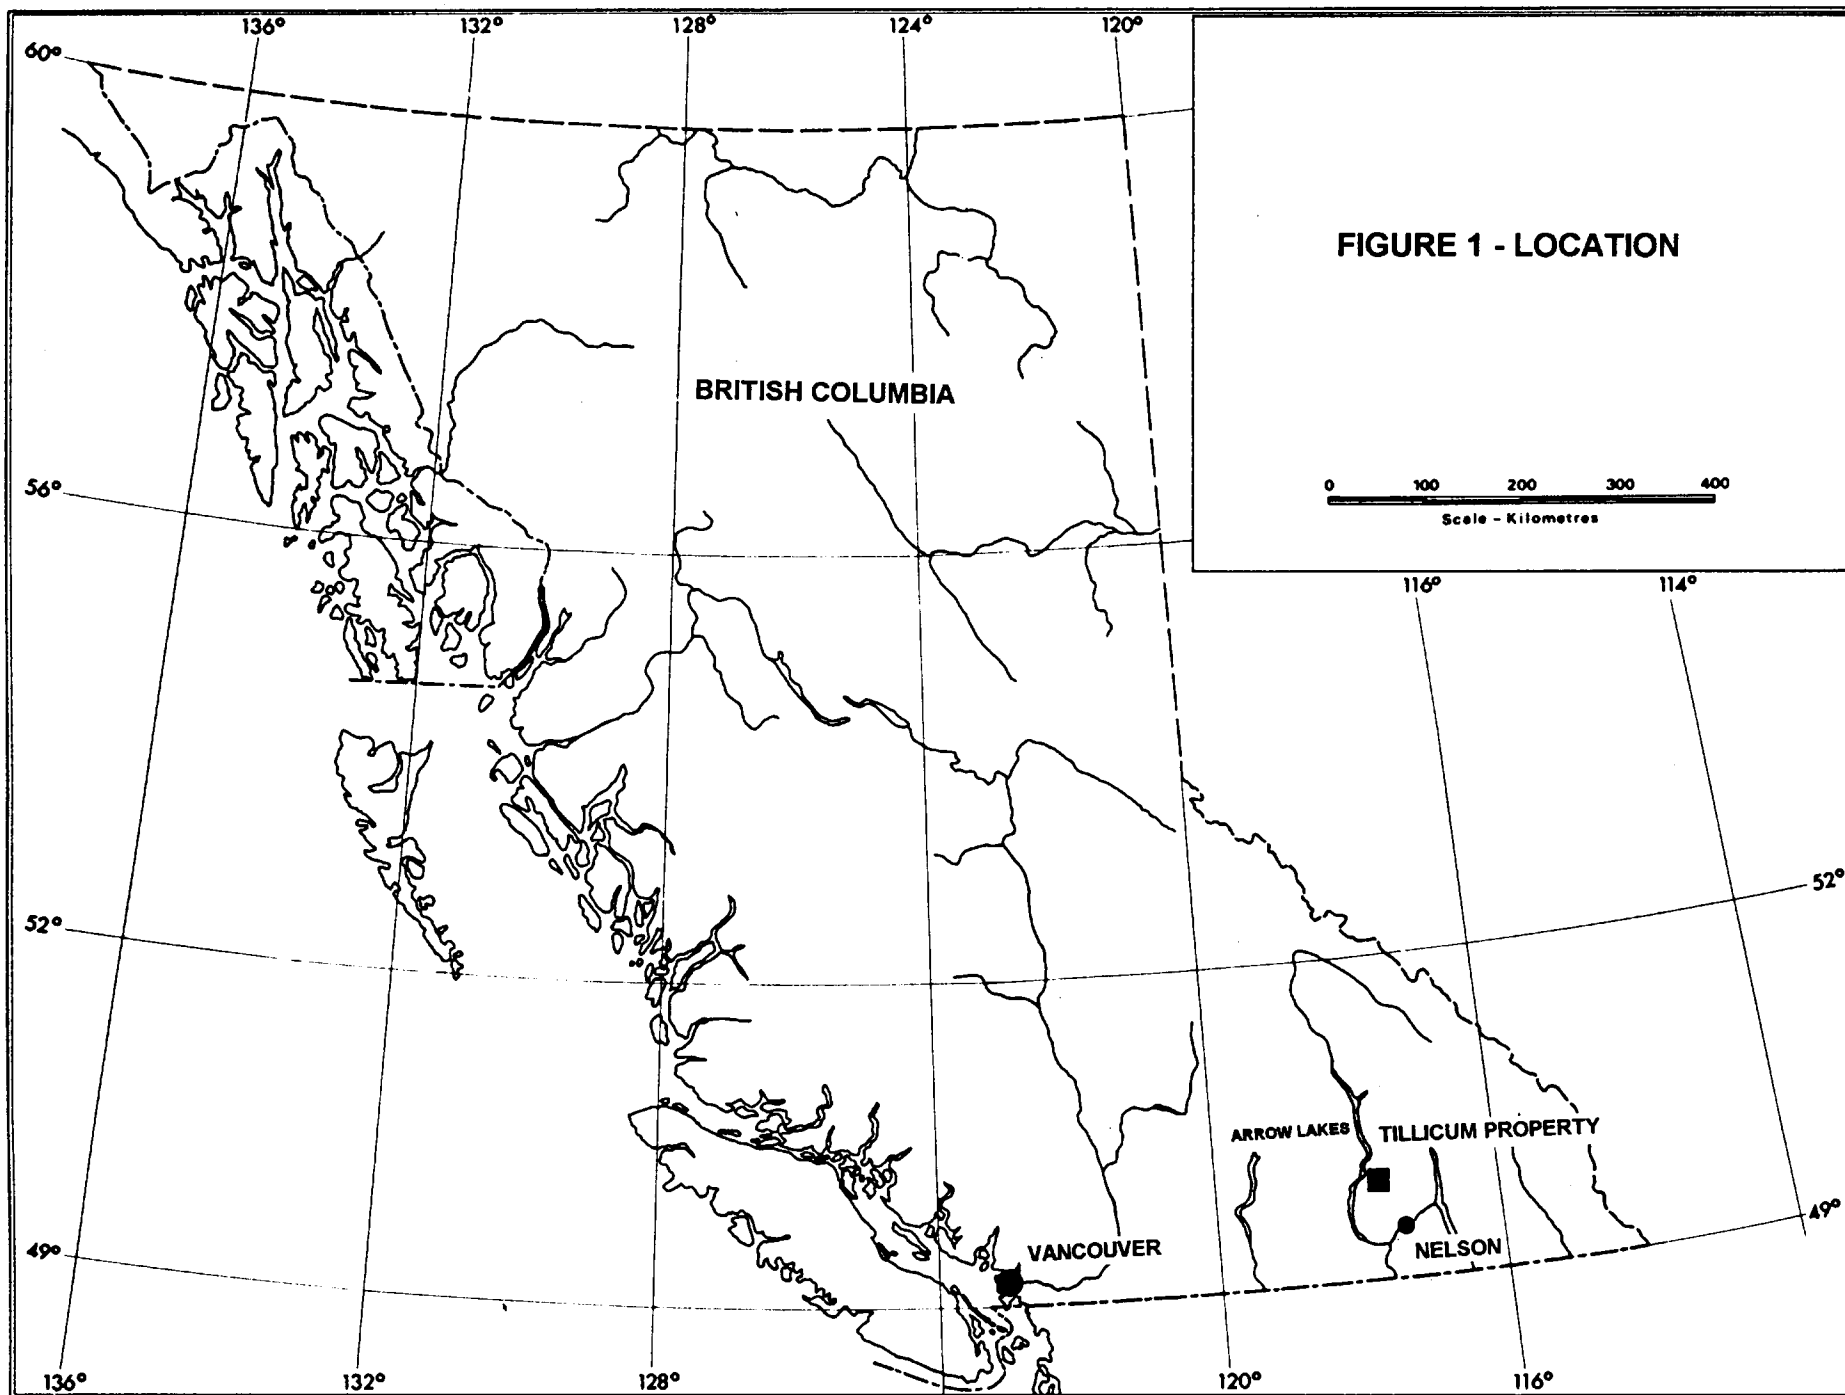 136° 132° 128° 124° 120°
60°
FIGURE 1 - LOCATION
BRITISH COLUMBIA
0 100 200 300 400
Scale - Kilometres
56°
116° 114°
52°
52°
ARROW LAKES
TILLICUM PROPERTY
49°
VANCOUVER
NELSON
49°
136° 132° 128° 120° 116°